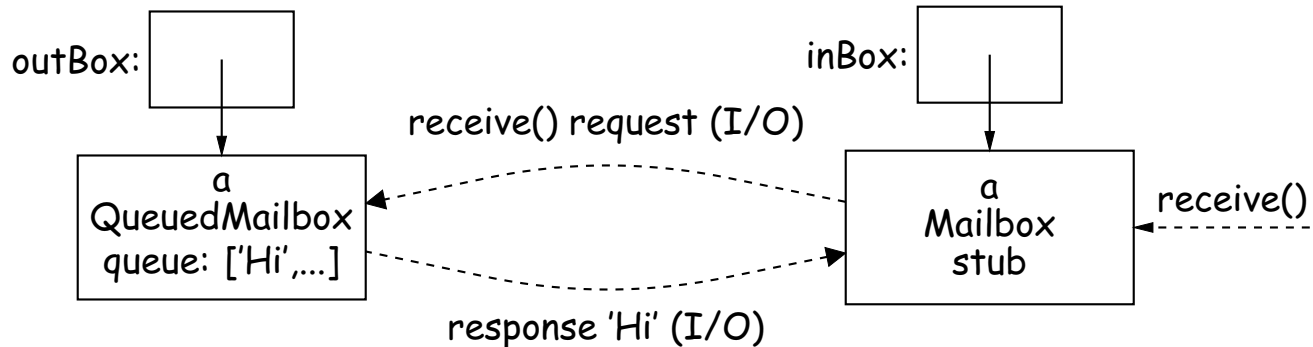 outBox:
inBox:
receive() request (I/O)
a
QueuedMailbox
queue: ['Hi',...]
a
Mailbox
stub
receive()
response 'Hi' (I/O)